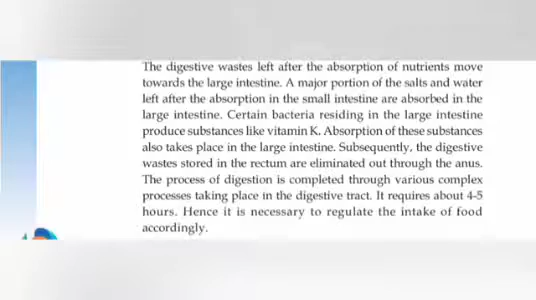 The digestive wastes left after the absorption of nutrients move
towards the large intestine. A major portion of the salts and water
left after the absorption in the small intestine are absorbed in the
large intestine. Certain bacteria residing in the large intestine
produce substances like vitamin K. Absorption of these substances
also takes place in the large intestine. Subsequently, the digestive
wastes stored in the rectum are eliminated out through the anus.
The process of digestion is completed through various complex
processes taking place in the digestive tract. It requires about 4-5
hours. Hence it is necessary to regulate the intake of food
accordingly.